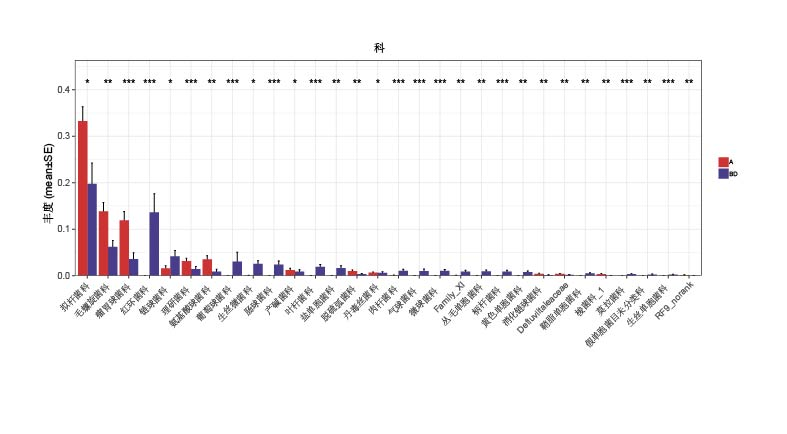 科
* ** *** *** * *** ** *** * *** * *** ** ** * *** *** *** ** ** *** ** ** ** ** ** *** ** *** **
丰度 (mean±SE)
0.4
0.3
0.2
0.1
0.0
A
BD
拟杆菌科
毛螺旋菌科
瘤胃球菌科
红环菌科
链球菌科
理研菌科
氨基酸球菌科
葡萄球菌科
生丝微菌科
肠球菌科
产碱菌科
叶杆菌科
盐单胞菌科
脱硫弧菌科
丹毒丝菌科
肉杆菌科
气球菌科
微球菌科
Family_XI
丛毛单胞菌科
柄杆菌科
黄色单胞菌科
消化链球菌科
Defluviitaleaceae
鞘脂单胞菌科
梭菌科_1
莫拉菌科
假单胞菌目未分类科
生丝单胞菌科
RF9_norank